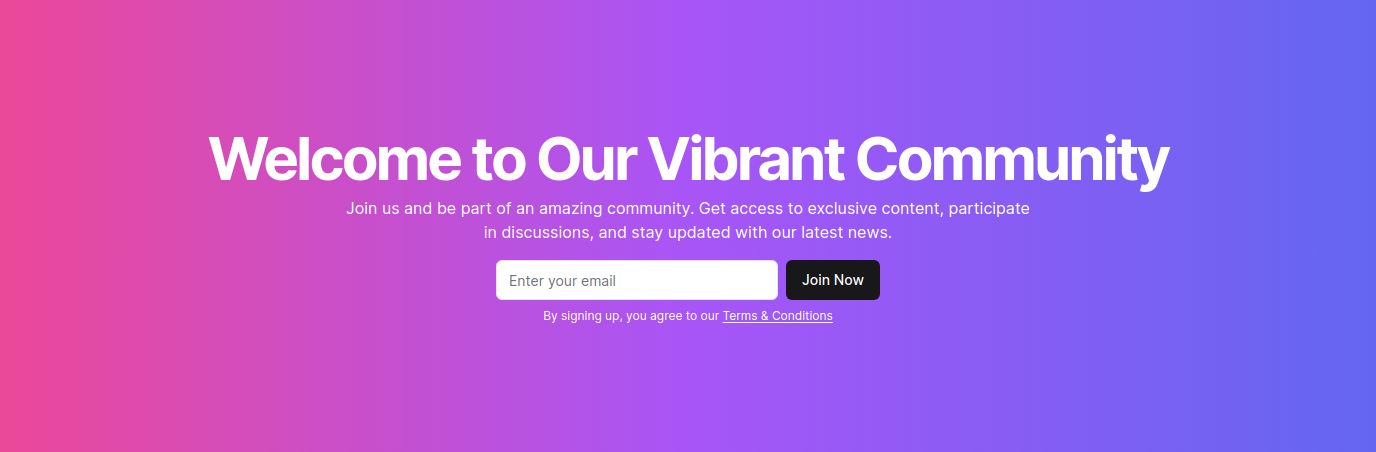 Welcome to Our Vibrant Community
Join us and be part of an amazing community. Get access to exclusive content, participate
in discussions, and stay updated with our latest news.
Enter your email
Join Now
By signing up, you agree to our Terms & Conditions